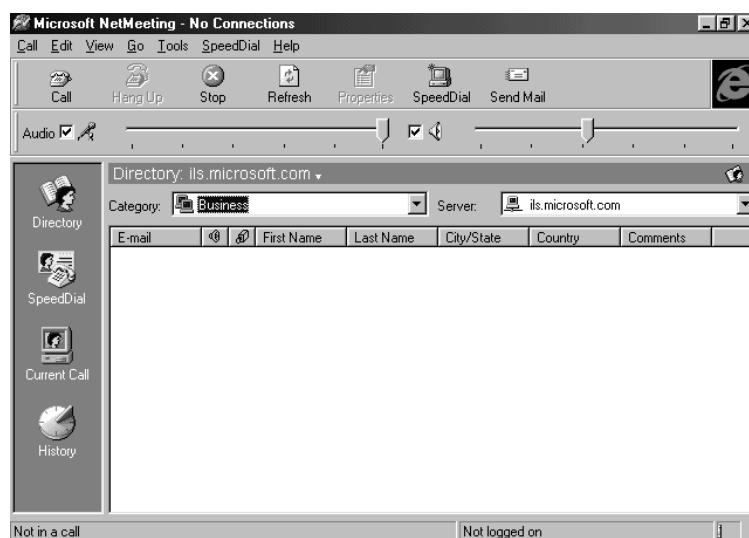 Microsoft NetMeeting - No Connections
Call Edit View Go Tools SpeedDial Help
Call Hang Up Stop Refresh Properties SpeedDial Send Mail
Audio
Directory: ils.microsoft.com
Category: Business Server: ils.microsoft.com
E-mail First Name Last Name City/State Country Comments
Directory
SpeedDial
Current Call
History
Not in a call Not logged on